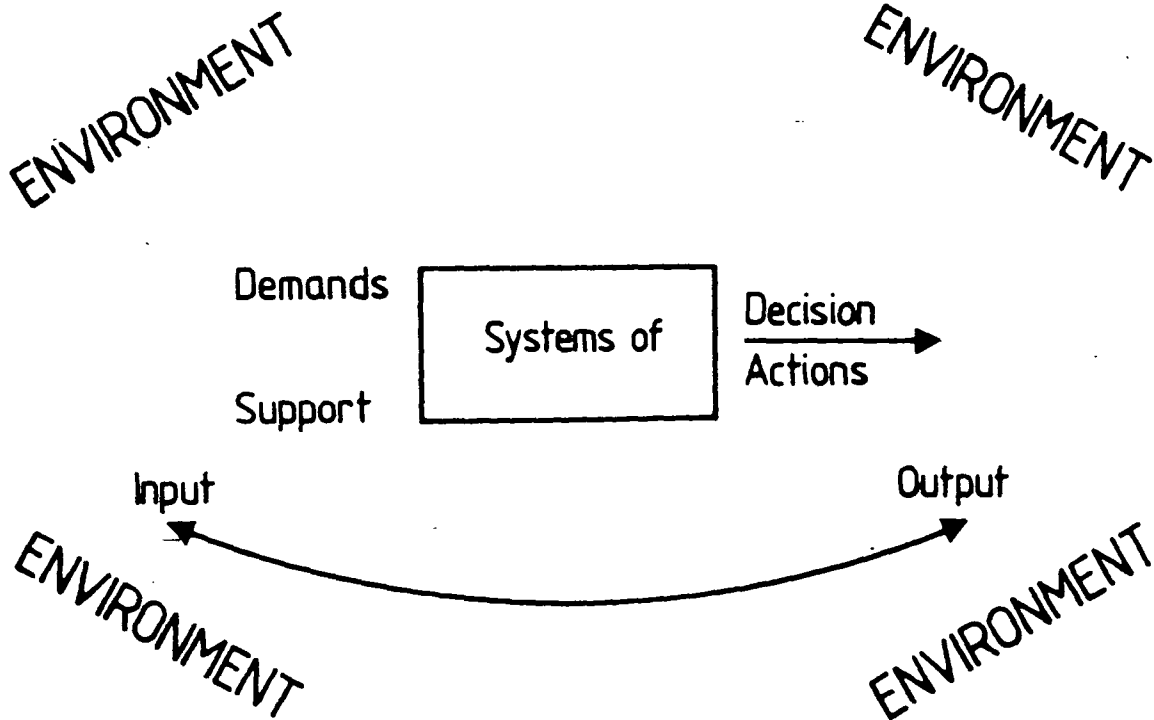 ENVIRONMENT
ENVIRONMENT
Demands
Systems of
Decision
Actions
Support
Input
Output
ENVIRONMENT
ENVIRONMENT